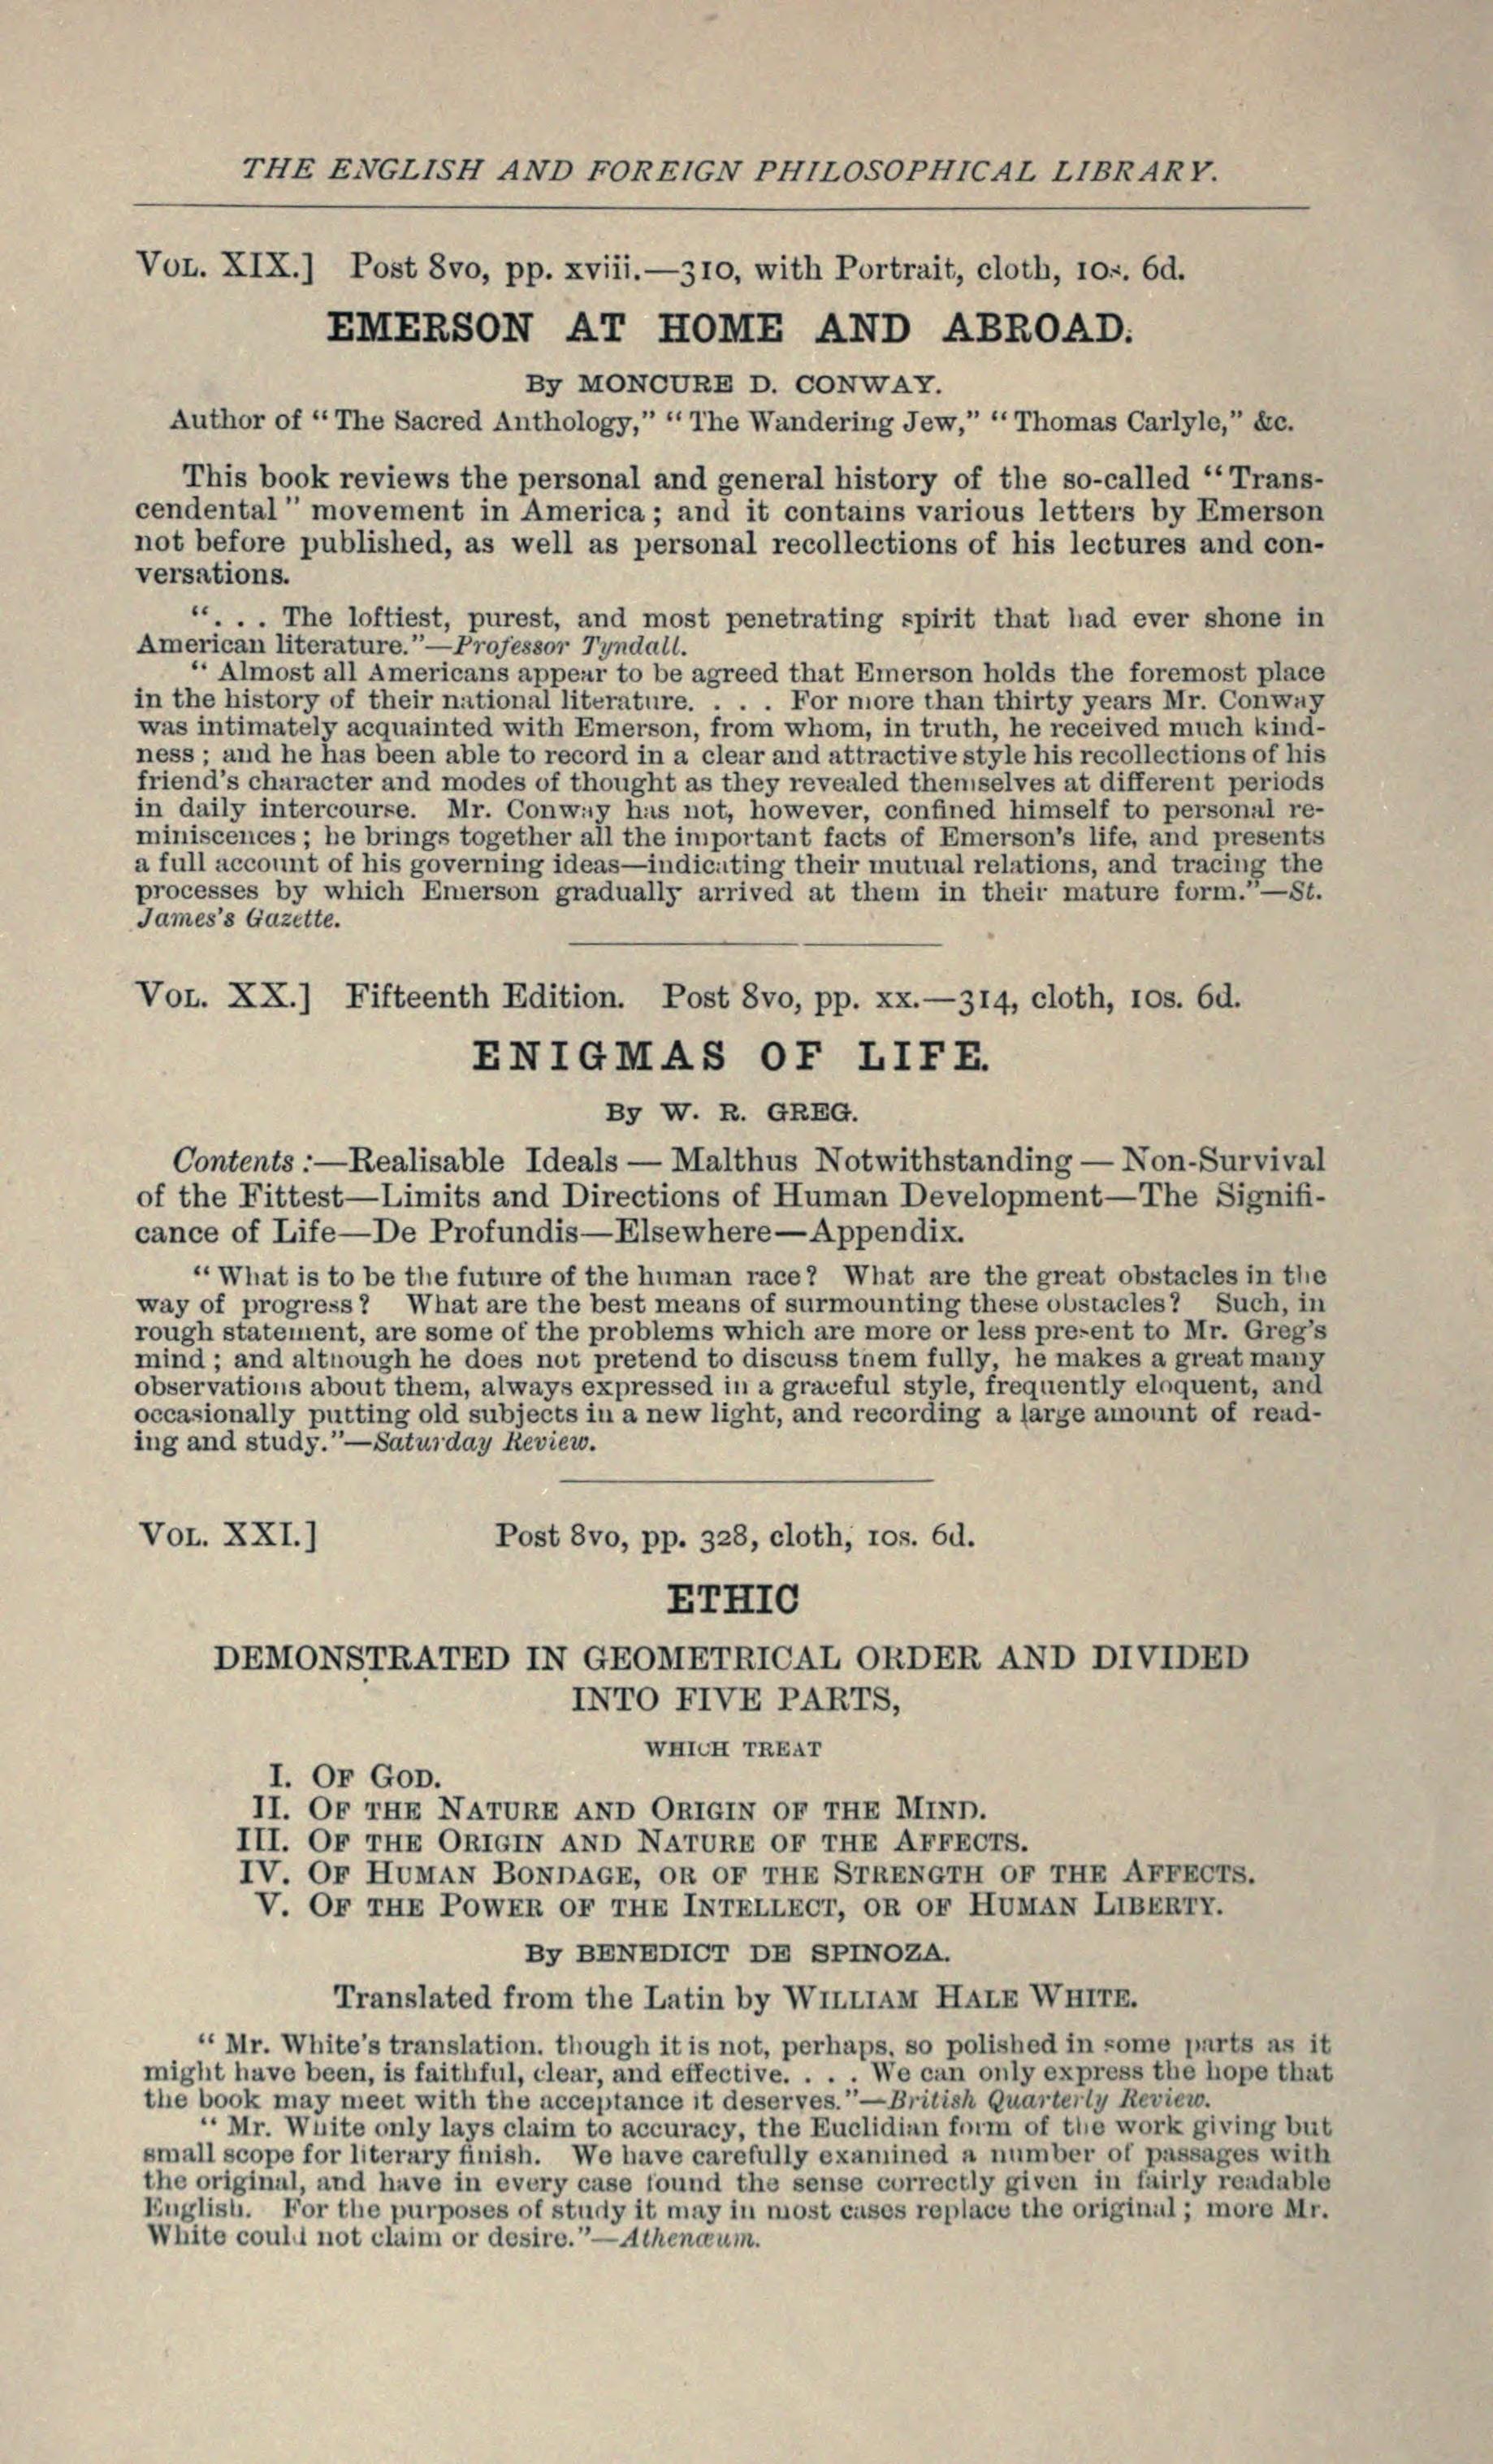 THE ENGLISH AND FOREIGN PHILOSOPHICAL LIBRARY.
VOL. XIX.] Post 8vo, pp. xviii.—310, with Portrait, cloth, 10s. 6d.
EMERSON AT HOME AND ABROAD.
By MONCURE D. CONWAY.
Author of “The Sacred Anthology,” “The Wandering Jew,” “Thomas Carlyle,” &c.
This book reviews the personal and general history of the so-called “Trans-
cendental” movement in America; and it contains various letters by Emerson
not before published, as well as personal recollections of his lectures and con-
versations.
“. . . The loftiest, purest, and most penetrating spirit that had ever shone in
American literature.”—Professor Tyndall.
“Almost all Americans appear to be agreed that Emerson holds the foremost place
in the history of their national literature. . . . For more than thirty years Mr. Conway
was intimately acquainted with Emerson, from whom, in truth, he received much kind-
ness; and he has been able to record in a clear and attractive style his recollections of his
friend's character and modes of thought as they revealed themselves at different periods
in daily intercourse. Mr. Conway has not, however, confined himself to personal re-
miniscences; he brings together all the important facts of Emerson's life, and presents
a full account of his governing ideas—indicating their mutual relations, and tracing the
processes by which Emerson gradually arrived at them in their mature form.”—St.
James's Gazette.
VOL. XX.] Fifteenth Edition. Post 8vo, pp. xx.—314, cloth, 10s. 6d.
ENIGMAS OF LIFE.
By W. R. GREG.
Contents:—Realisable Ideals — Malthus Notwithstanding — Non-Survival
of the Fittest—Limits and Directions of Human Development—The Signifi-
cance of Life—De Profundis—Elsewhere—Appendix.
“What is to be the future of the human race? What are the great obstacles in the
way of progress? What are the best means of surmounting these obstacles? Such, in
rough statement, are some of the problems which are more or less present to Mr. Greg's
mind; and although he does not pretend to discuss them fully, he makes a great many
observations about them, always expressed in a graceful style, frequently eloquent, and
occasionally putting old subjects in a new light, and recording a large amount of read-
ing and study.”—Saturday Review.
VOL. XXI.] Post 8vo, pp. 328, cloth, 10s. 6d.
ETHIC
DEMONSTRATED IN GEOMETRICAL ORDER AND DIVIDED
INTO FIVE PARTS,
WHICH TREAT
I. OF GOD.
II. OF THE NATURE AND ORIGIN OF THE MIND.
III. OF THE ORIGIN AND NATURE OF THE AFFECTS.
IV. OF HUMAN BONDAGE, OR OF THE STRENGTH OF THE AFFECTS.
V. OF THE POWER OF THE INTELLECT, OR OF HUMAN LIBERTY.
By BENEDICT DE SPINOZA.
Translated from the Latin by WILLIAM HALE WHITE.
“Mr. White's translation, though it is not, perhaps, so polished in some parts as it
might have been, is faithful, clear, and effective. . . . We can only express the hope that
the book may meet with the acceptance it deserves.”—British Quarterly Review.
“Mr. White only lays claim to accuracy, the Euclidian form of the work giving but
small scope for literary finish. We have carefully examined a number of passages with
the original, and have in every case found the sense correctly given in fairly readable
English. For the purposes of study it may in most cases replace the original; more Mr.
White could not claim or desire.”—Athenæum.